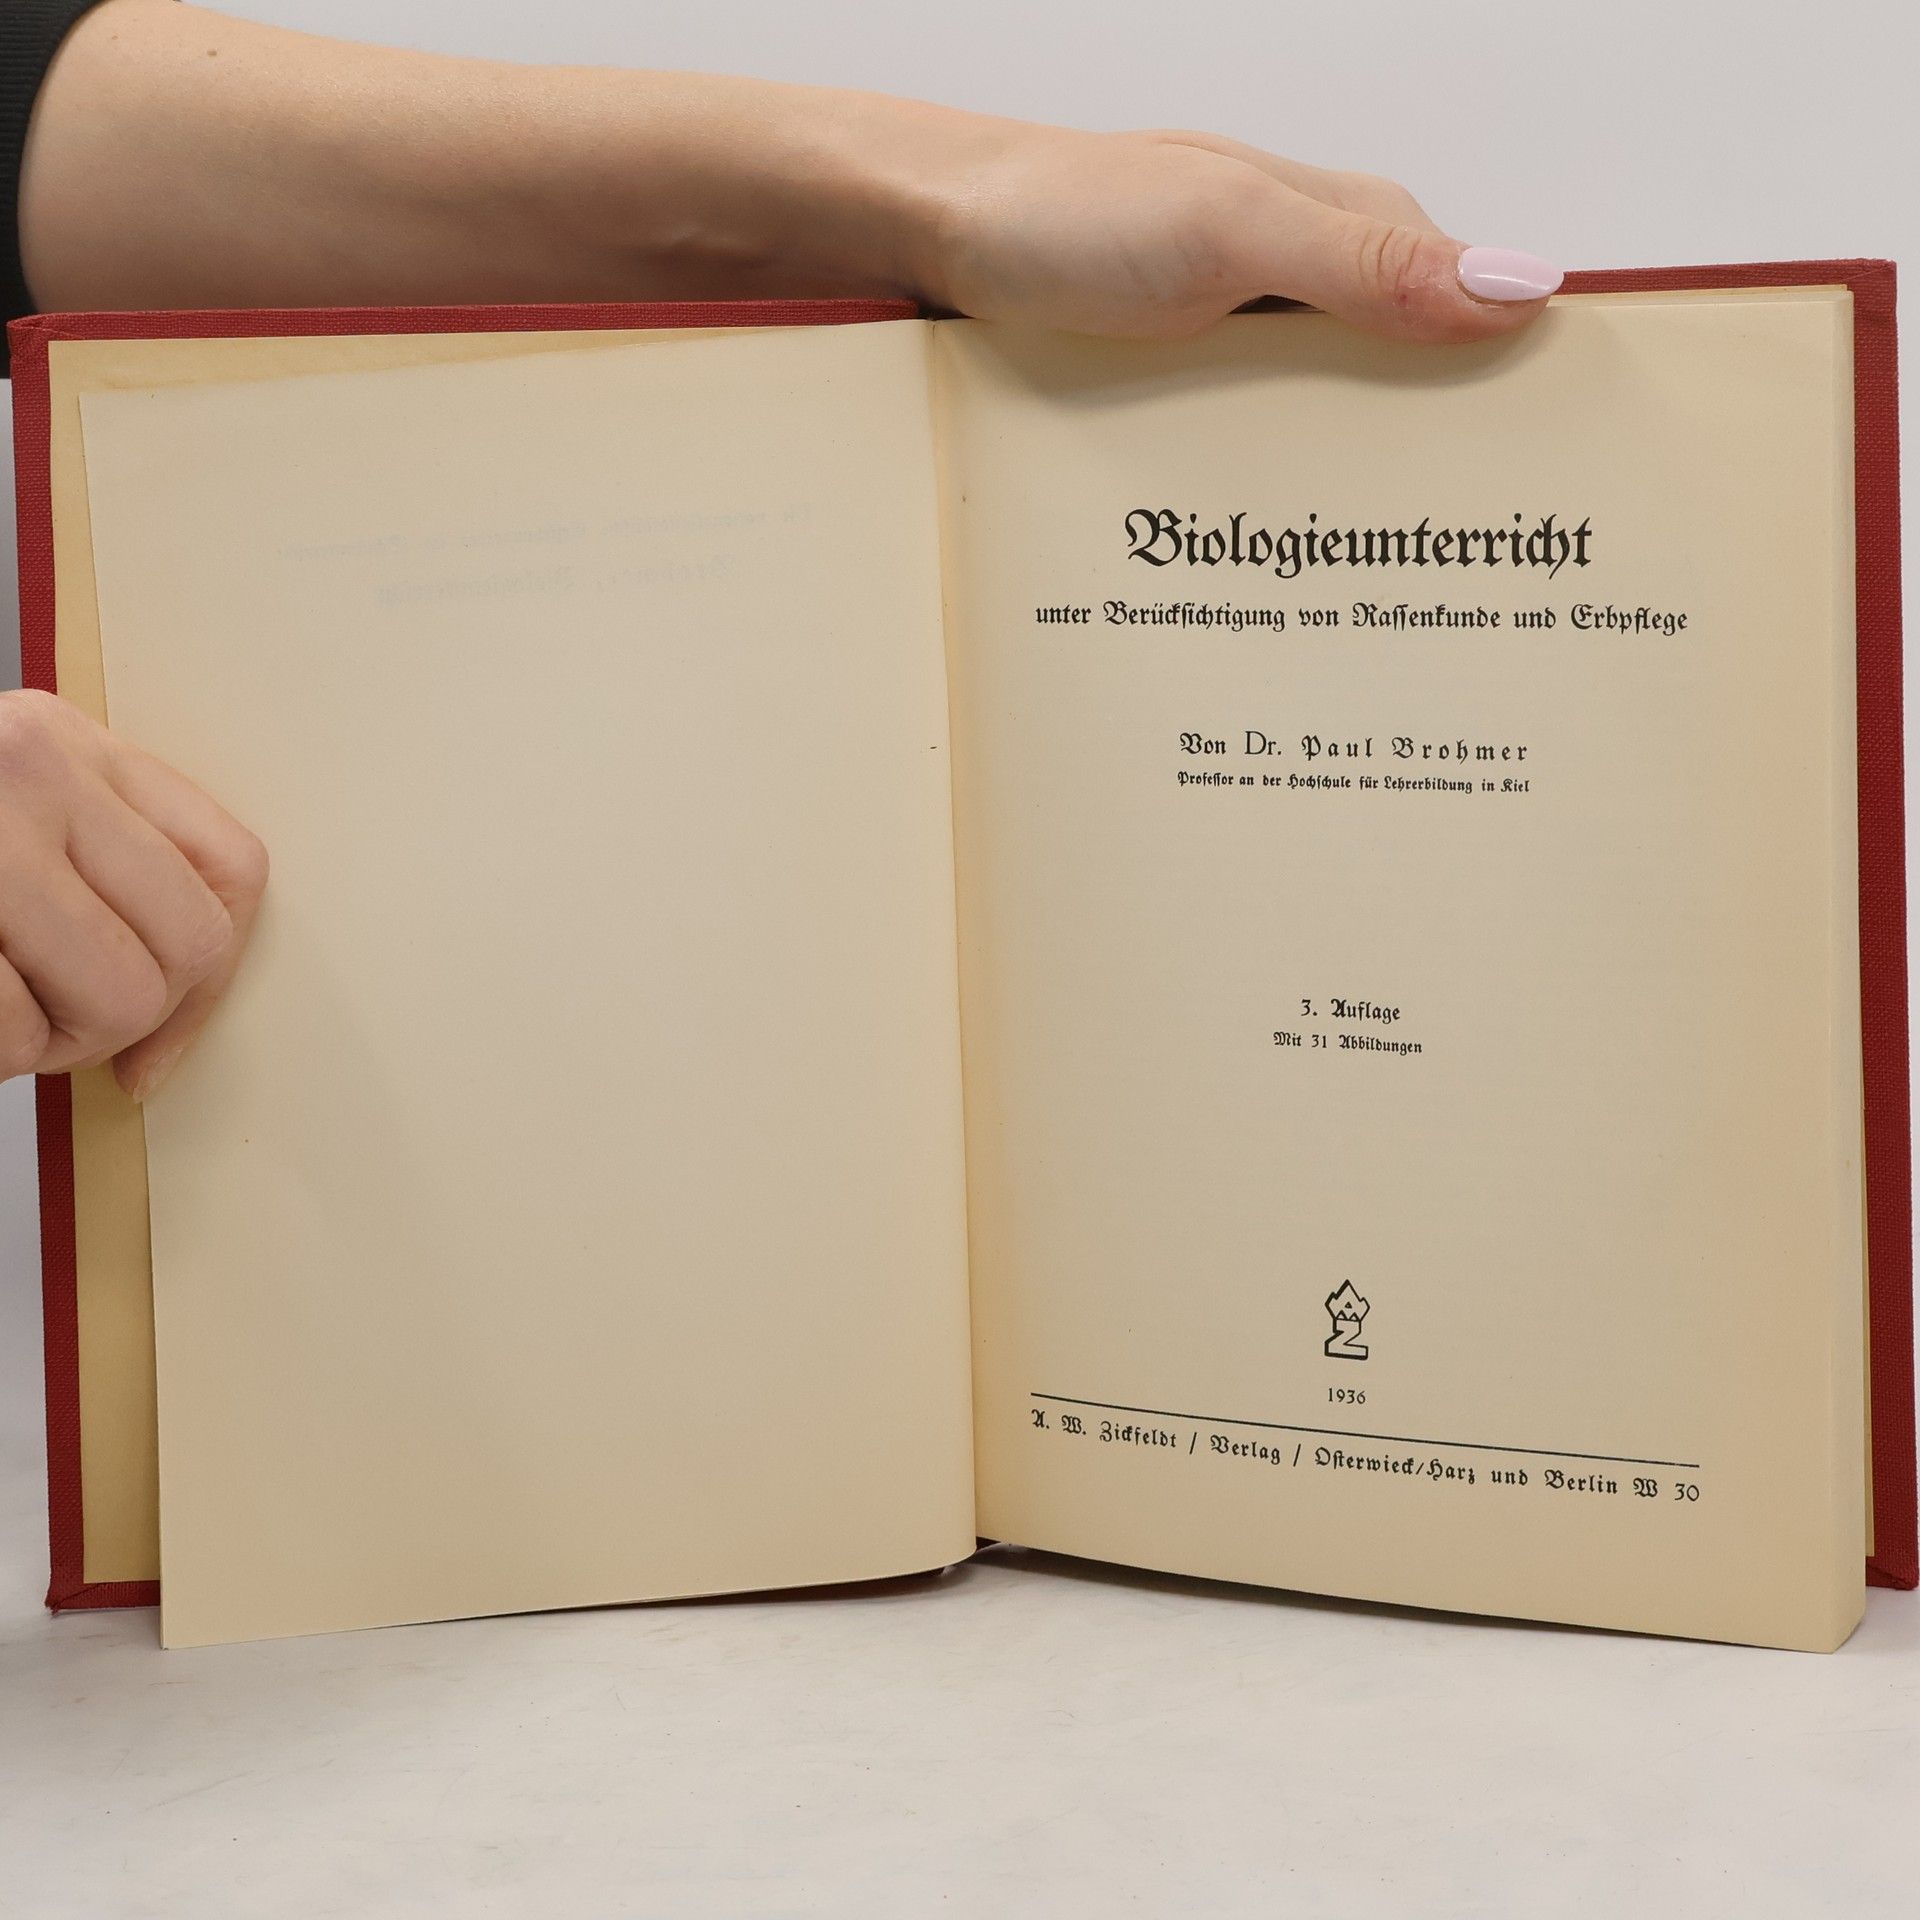 Biologieunterricht
unter Berücksichtigung von Rassenkunde und Erbpflege
Von Dr. Paul Brohmer
Professor an der Hochschule für Lehrerbildung in Kiel
3. Auflage
Mit 31 Abbildungen
A
Z
1936
A. W. Zickfeldt / Verlag / Osterwieck/Harz und Berlin W 30